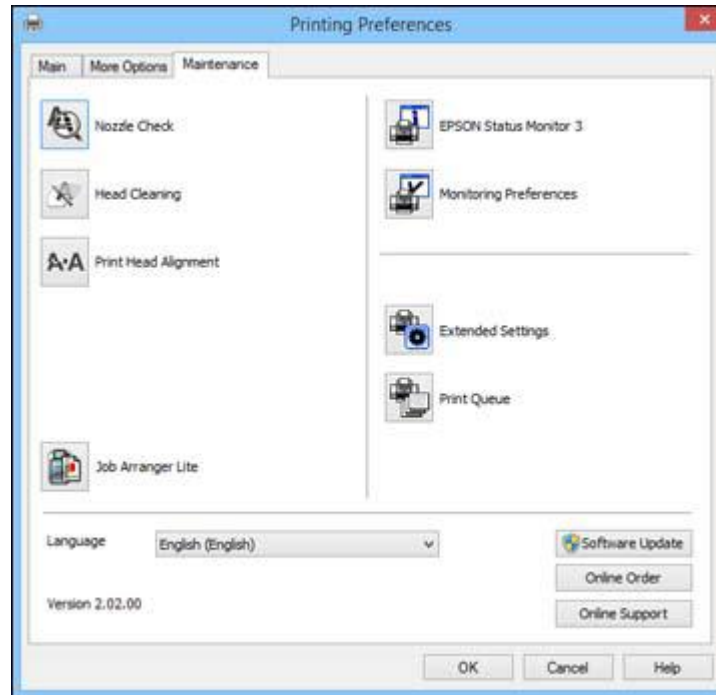 Printing Preferences
Main
More Options
Maintenance
Nozzle Check
EPSON Status Monitor 3
Head Cleaning
Monitoring Preferences
A·A
Print Head Alignment
Extended Settings
Print Queue
Job Arranger Lite
Language
English (English)
Software Update
Online Order
Version 2.02.00
Online Support
OK
Cancel
Help